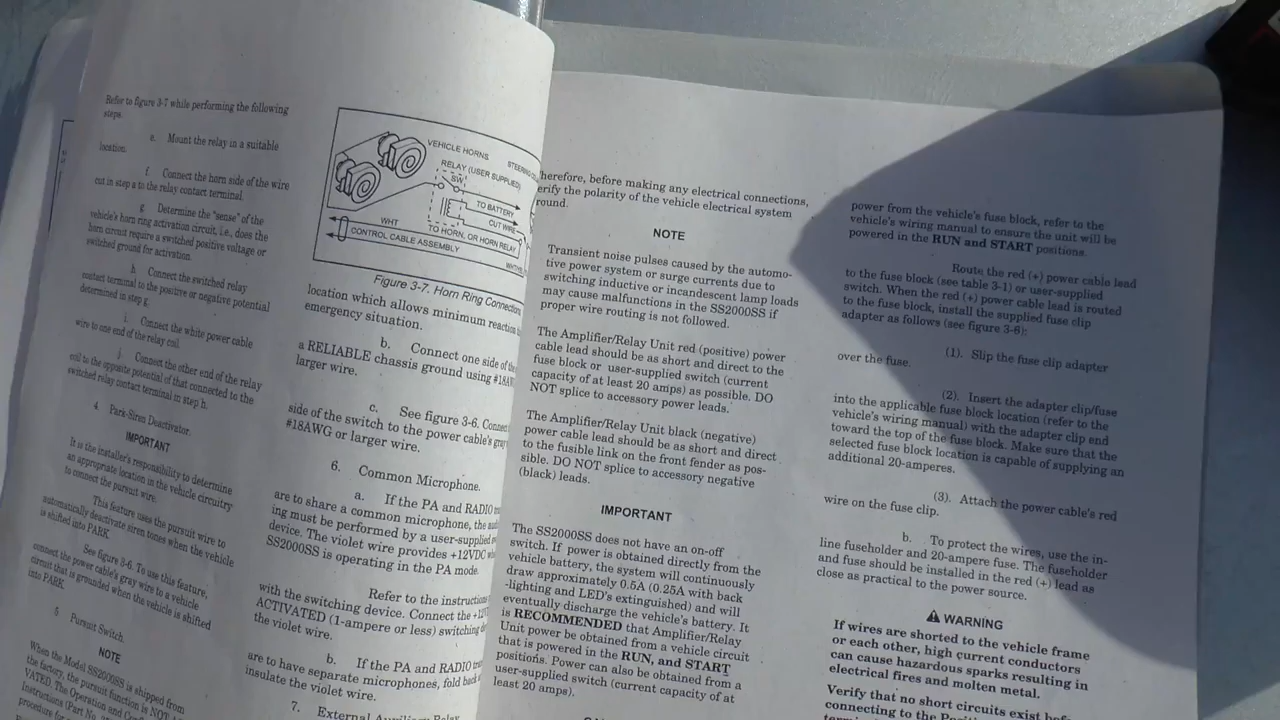 Refer to figure 3-7 while performing the following
steps.
e. Mount the relay in a suitable
location.
f. Connect the horn side of the wire
cut in step a to the relay contact terminal.
g. Determine the "sense" of the
vehicle's horn ring activation circuit, i.e., does the
horn circuit require a switched positive voltage or
switched ground for activation.
h. Connect the switched relay
contact terminal to the positive or negative potential
determined in step g.
i. Connect the white power cable
wire to one end of the relay coil.
j. Connect the other end of the relay
coil to the opposite potential of that connected to the
switched relay contact terminal in step h.
4. Park-Siren Deactivator.
IMPORTANT
It is the installer's responsibility to determine
an appropriate location in the vehicle circuitry
to connect the pursuit wire.
This feature uses the pursuit wire to
automatically deactivate siren tones when the vehicle
is shifted into PARK.
See figure 3-6. To use this feature,
connect the power cable's gray wire to a vehicle
circuit that is grounded when the vehicle is shifted
into PARK.
5. Pursuit Switch.
NOTE
When the Model SS2000SS is shipped from
the factory, the pursuit function is NOT
VATED. The Operation and
Instructions (Part No.
procedure for
VEHICLE HORNS
STEERING
RELAY (USER SUPPLIED)
SW
TO BATTERY
CUT WIRE
TO HORN, OR HORN RELAY
WHT
CONTROL CABLE ASSEMBLY
Figure 3-7. Horn Ring
location which allows minimum reaction
emergency situation.
b. Connect one side of the
a RELIABLE chassis ground using
larger wire.
c. See figure 3-6.
side of the switch to the power cable's gray
#18AWG or larger wire.
6. Common Microphone.
a. If the PA and RADIO
are to share a common microphone, the
ing must be performed by a user-supplied
device. The violet wire provides +12VDC
SS2000SS is operating in the PA mode.
Refer to the
with the switching device. Connect the
ACTIVATED (1-ampere or less) switching
the violet wire.
b. If the PA and RADIO
are to have separate microphones, fold back
insulate the violet wire.
7. External Auxiliary Relay
herefore, before making any electrical connections,
erify the polarity of the vehicle electrical system
round.
NOTE
Transient noise pulses caused by the automo-
tive power system or surge currents due to
switching inductive or incandescent lamp loads
may cause malfunctions in the SS2000SS if
proper wire routing is not followed.
The Amplifier/Relay Unit red (positive) power
cable lead should be as short and direct to the
fuse block or user-supplied switch (current
capacity of at least 20 amps) as possible. DO
NOT splice to accessory power leads.
The Amplifier/Relay Unit black (negative)
power cable lead should be as short and direct
to the fusible link on the front fender as pos-
sible. DO NOT splice to accessory negative
(black) leads.
IMPORTANT
The SS2000SS does not have an on-off
switch. If power is obtained directly from the
vehicle battery, the system will continuously
draw approximately 0.5A (0.25A with back
-lighting and LED's extinguished) and will
eventually discharge the vehicle's battery. It
is RECOMMENDED that Amplifier/Relay
Unit power be obtained from a vehicle circuit
that is powered in the RUN, and START
positions. Power can also be obtained from a
user-supplied switch (current capacity of at
least 20 amps).
power from the vehicle's fuse block, refer to the
vehicle's wiring manual to ensure the unit will be
powered in the RUN and START positions.
Route the red (+) power cable lead
to the fuse block (see table 3-1) or user-supplied
switch. When the red (+) power cable lead is routed
to the fuse block, install the supplied fuse clip
adapter as follows (see figure 3-6):
(1). Slip the fuse clip adapter
over the fuse.
(2). Insert the adapter clip/fuse
into the applicable fuse block location (refer to the
vehicle's wiring manual) with the adapter clip end
toward the top of the fuse block. Make sure that the
selected fuse block location is capable of supplying an
additional 20-amperes.
(3). Attach the power cable's red
wire on the fuse clip.
b. To protect the wires, use the in-
line fuseholder and 20-ampere fuse. The fuseholder
and fuse should be installed in the red (+) lead as
close as practical to the power source.
WARNING
If wires are shorted to the vehicle frame
or each other, high current conductors
can cause hazardous sparks resulting in
electrical fires and molten metal.
Verify that no short circuits exist
connecting to the